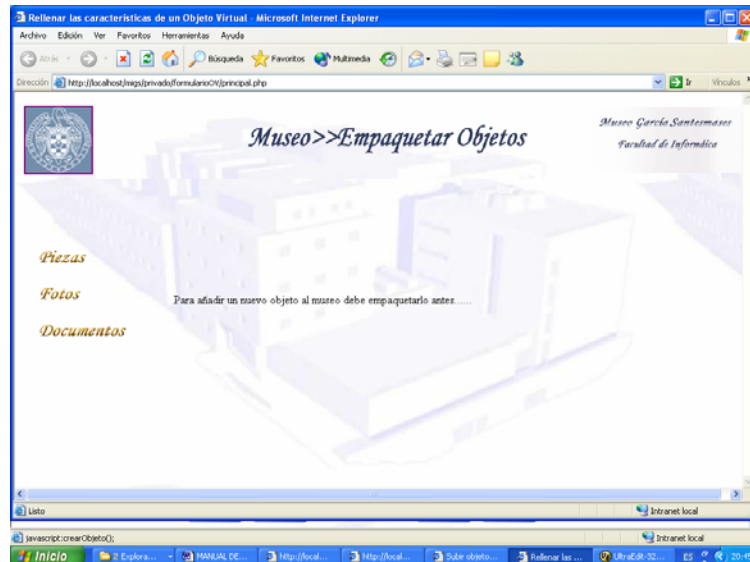 Rellenar las características de un Objeto Virtual - Microsoft Internet Explorer
Archivo Edición Ver Favoritos Herramientas Ayuda
Atrás Búsqueda Favoritos Multimedia
Dirección http://localhost/migs/privado/formularioOV/principal.php Ir Vínculos
Museo>>Empaquetar Objetos
Museo García Santesmases
Facultad de Informática
Piezas
Fotos
Para añadir un nuevo objeto al museo debe empaquetarlo antes......
Documentos
Listo Intranet local
javascript:crearObjeto(); Intranet local
Inicio 2 Explora... MANUAL DE... http://local... http://local... Subir objeto... Rellenar las ... UltraEdit-32... ES 20:45